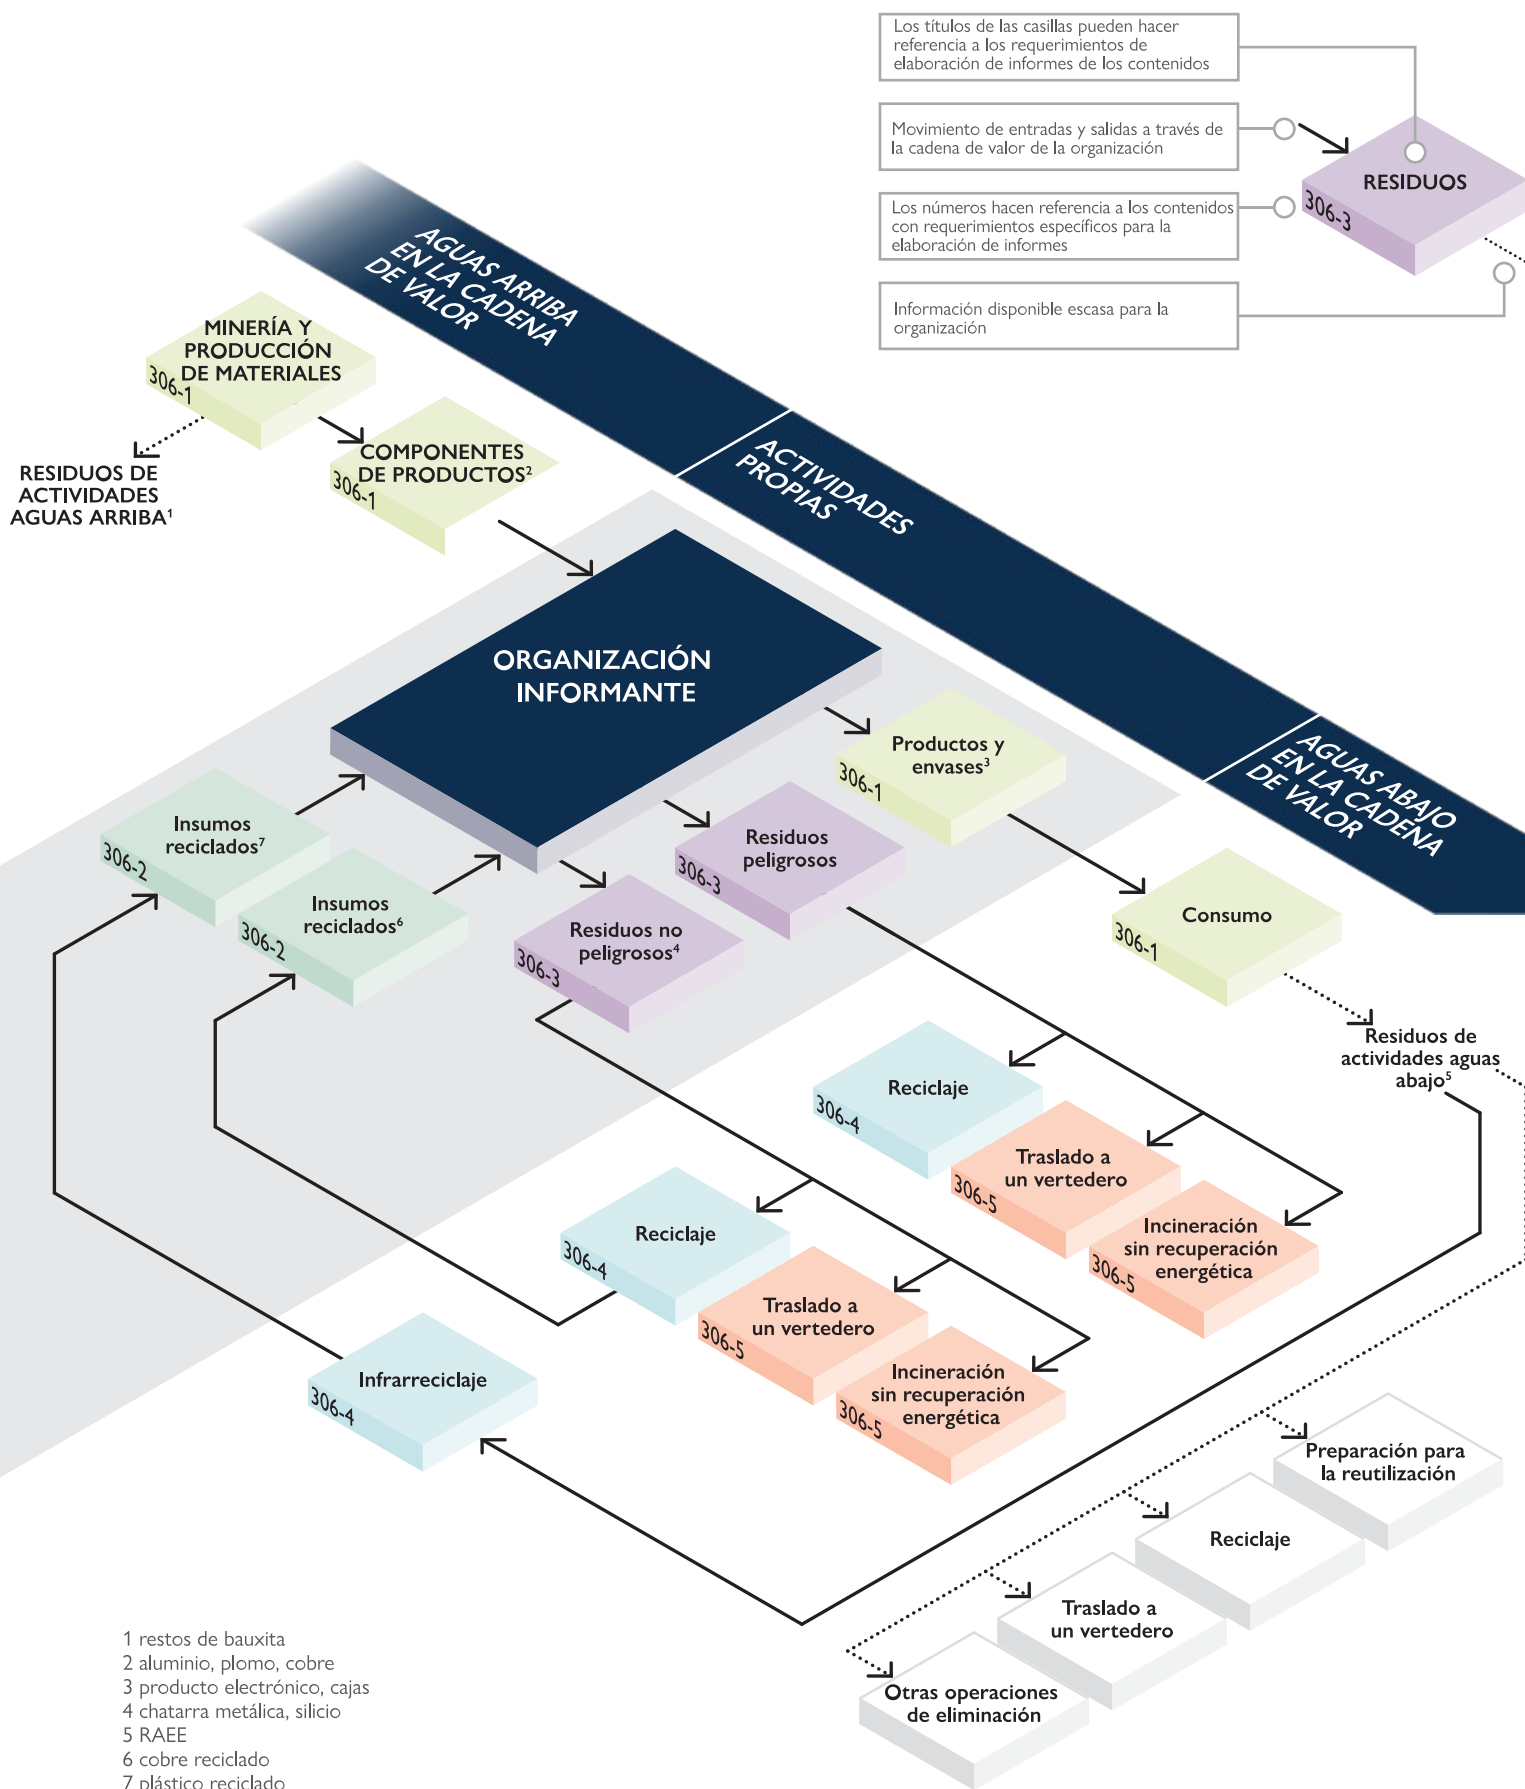 Los títulos de las casillas pueden hacer
referencia a los requerimientos de
elaboración de informes de los contenidos
Movimiento de entradas y salidas a través de
la cadena de valor de la organización
Los números hacen referencia a los contenidos
con requerimientos específicos para la
elaboración de informes
Información disponible escasa para la
organización
RESIDUOS
306-3
AGUAS ARRIBA
EN LA CADENA
DE VALOR
ACTIVIDADES
PROPIAS
AGUAS ABAJO
EN LA CADENA
DE VALOR
MINERÍA Y
PRODUCCIÓN
DE MATERIALES
306-1
RESIDUOS DE
ACTIVIDADES
AGUAS ARRIBA¹
COMPONENTES
DE PRODUCTOS²
306-1
ORGANIZACIÓN
INFORMANTE
Productos y
envases³
306-1
Insumos
reciclados⁷
306-2
Insumos
reciclados⁶
306-2
Residuos
peligrosos
306-3
Residuos no
peligrosos⁴
306-3
Consumo
306-1
Residuos de
actividades aguas
abajo⁵
Reciclaje
306-4
Traslado a
un vertedero
306-5
Incineración
sin recuperación
energética
306-5
Reciclaje
306-4
Traslado a
un vertedero
306-5
Incineración
sin recuperación
energética
306-5
Infrarreciclaje
306-4
Preparación para
la reutilización
Reciclaje
Traslado a
un vertedero
Otras operaciones
de eliminación
1 restos de bauxita
2 aluminio, plomo, cobre
3 producto electrónico, cajas
4 chatarra metálica, silicio
5 RAEE
6 cobre reciclado
7 plástico reciclado